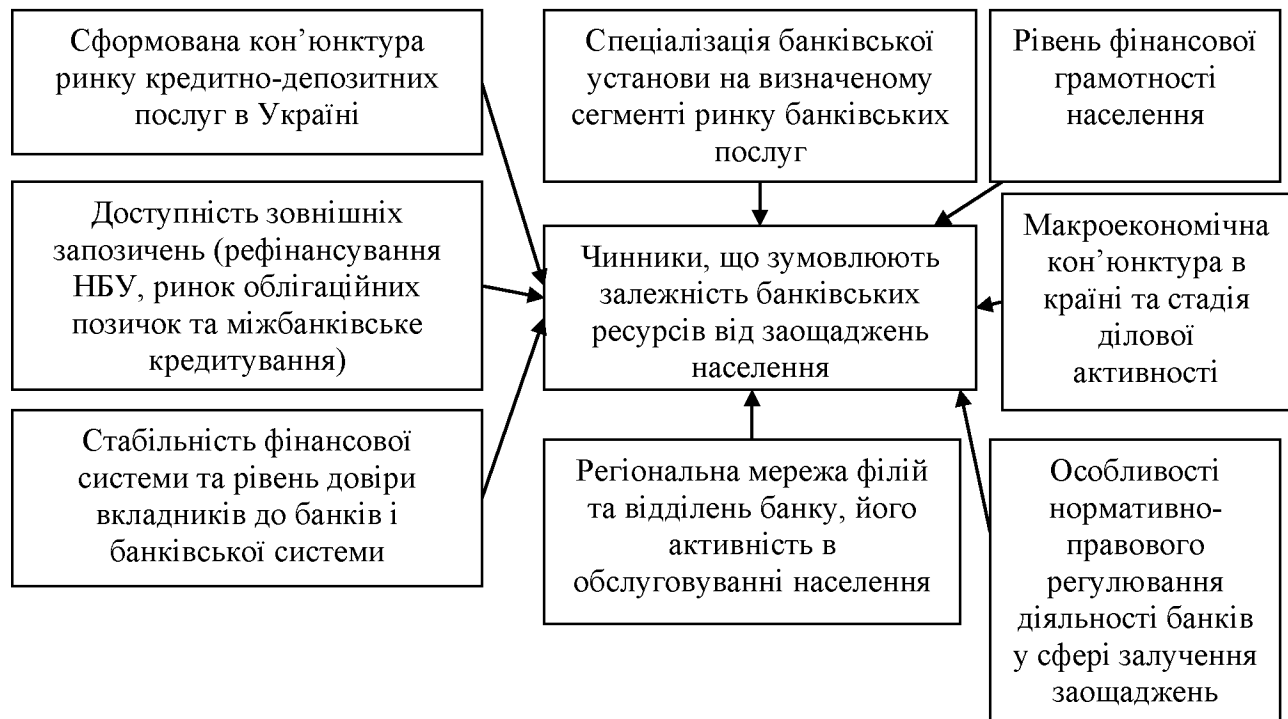 Сформована кон’юнктура
ринку кредитно-депозитних
послуг в Україні
Спеціалізація банківської
установи на визначеному
сегменті ринку банківських
послуг
Рівень фінансової
грамотності
населення
Доступність зовнішніх
запозичень (рефінансування
НБУ, ринок облігаційних
позичок та міжбанківське
кредитування)
Чинники, що зумовлюють
залежність банківських
ресурсів від заощаджень
населення
Макроекономічна
кон’юнктура в
країні та стадія
ділової
активності
Стабільність фінансової
системи та рівень довіри
вкладників до банків і
банківської системи
Регіональна мережа філій
та відділень банку, його
активність в
обслуговуванні населення
Особливості
нормативно-
правового
регулювання
діяльності банків
у сфері залучення
заощаджень